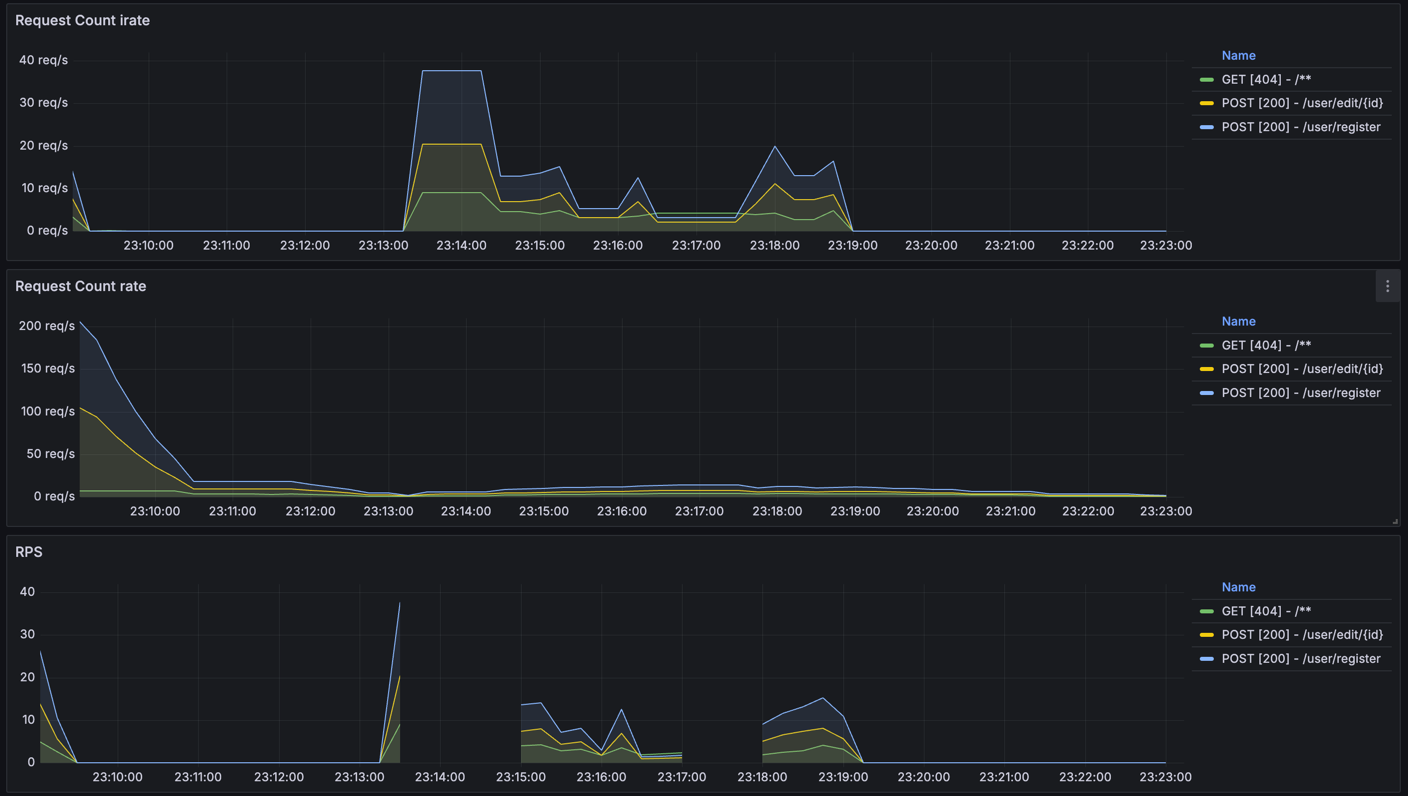 Request Count irate
Name
40 req/s
GET [404] - /**
30 req/s
POST [200] - /user/edit/{id}
POST [200] - /user/register
20 req/s
10 req/s
0 req/s
23:10:00 23:11:00 23:12:00 23:13:00 23:14:00 23:15:00 23:16:00 23:17:00 23:18:00 23:19:00 23:20:00 23:21:00 23:22:00 23:23:00
Request Count rate
Name
200 req/s
GET [404] - /**
150 req/s
POST [200] - /user/edit/{id}
POST [200] - /user/register
100 req/s
50 req/s
0 req/s
23:10:00 23:11:00 23:12:00 23:13:00 23:14:00 23:15:00 23:16:00 23:17:00 23:18:00 23:19:00 23:20:00 23:21:00 23:22:00 23:23:00
RPS
Name
40
GET [404] - /**
30
POST [200] - /user/edit/{id}
POST [200] - /user/register
20
10
0
23:10:00 23:11:00 23:12:00 23:13:00 23:14:00 23:15:00 23:16:00 23:17:00 23:18:00 23:19:00 23:20:00 23:21:00 23:22:00 23:23:00